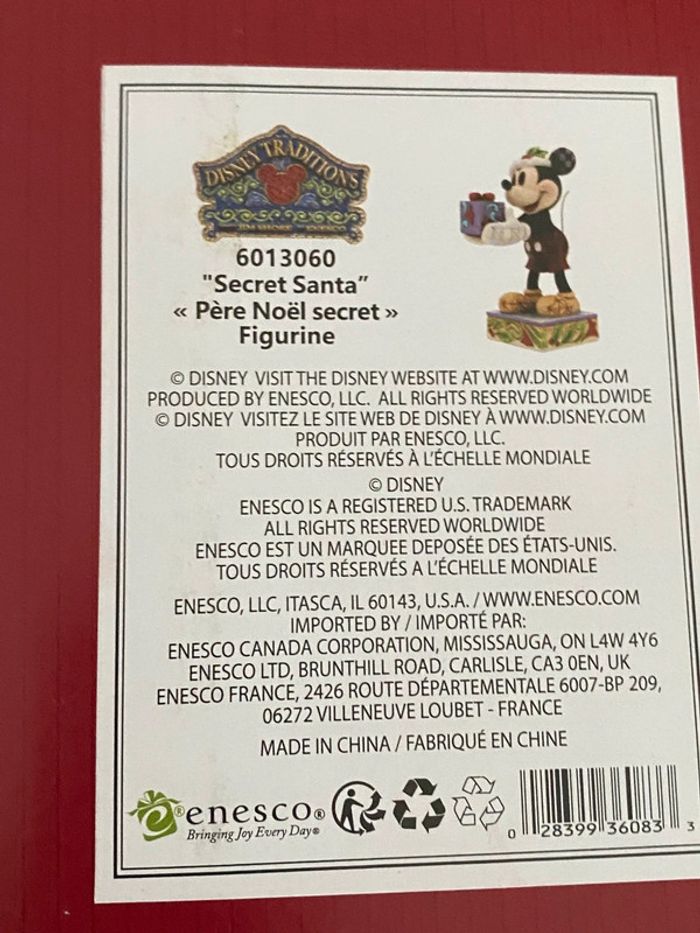 DISNEY TRADITIONS
JIM SHORE ENESCO
6013060
"Secret Santa”
« Père Noël secret »
Figurine
© DISNEY VISIT THE DISNEY WEBSITE AT WWW.DISNEY.COM
PRODUCED BY ENESCO, LLC. ALL RIGHTS RESERVED WORLDWIDE
© DISNEY VISITEZ LE SITE WEB DE DISNEY À WWW.DISNEY.COM
PRODUIT PAR ENESCO, LLC.
TOUS DROITS RÉSERVÉS À L’ÉCHELLE MONDIALE
© DISNEY
ENESCO IS A REGISTERED U.S. TRADEMARK
ALL RIGHTS RESERVED WORLDWIDE
ENESCO EST UN MARQUEE DEPOSÉE DES ÉTATS-UNIS.
TOUS DROITS RÉSERVÉS A L’ÉCHELLE MONDIALE
ENESCO, LLC, ITASCA, IL 60143, U.S.A. / WWW.ENESCO.COM
IMPORTED BY / IMPORTÉ PAR:
ENESCO CANADA CORPORATION, MISSISSAUGA, ON L4W 4Y6
ENESCO LTD, BRUNTHILL ROAD, CARLISLE, CA3 0EN, UK
ENESCO FRANCE, 2426 ROUTE DÉPARTEMENTALE 6007-BP 209,
06272 VILLENEUVE LOUBET - FRANCE
MADE IN CHINA / FABRIQUÉ EN CHINE
enesco®
Bringing Joy Every Day®
0 28399 36083 3